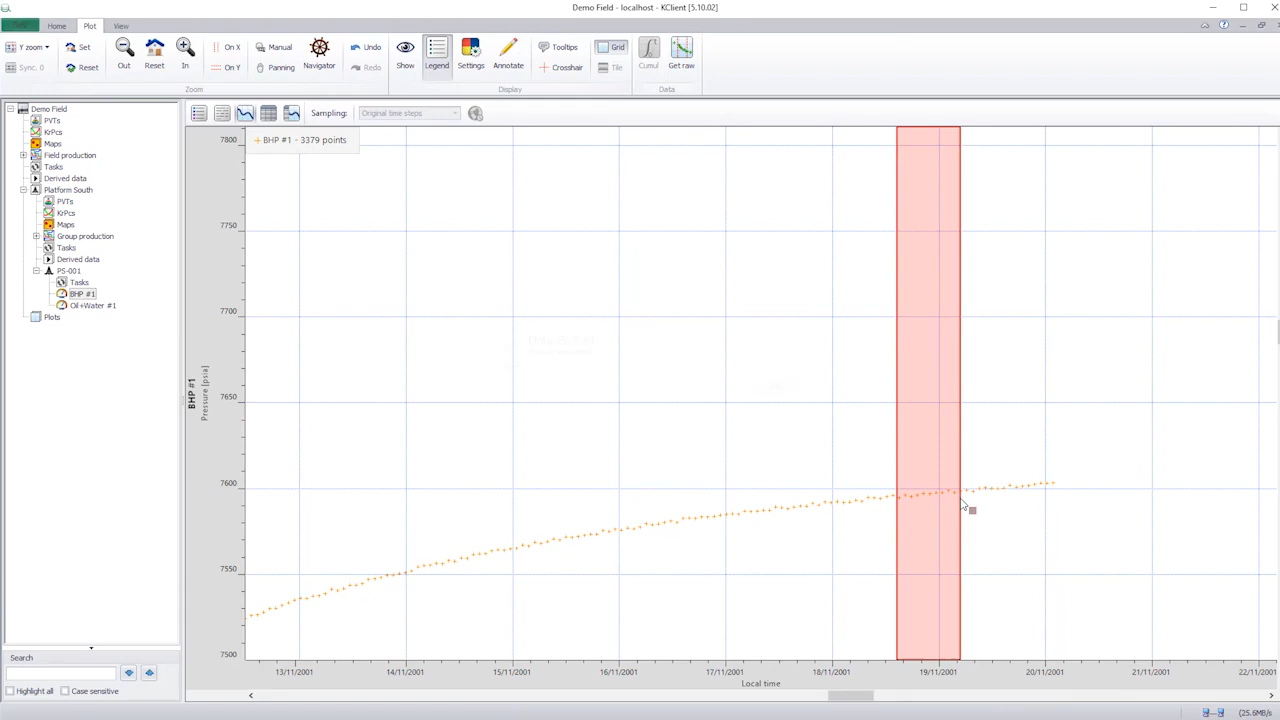 Demo Field - localhost - KClient [5.10.02]
Home
Plot
View
Y zoom
Set
Sync. 0
Reset
Out
Reset
In
On X
On Y
Manual
Panning
Navigator
Undo
Redo
Show
Legend
Settings
Annotate
Tooltips
Crosshair
Grid
Tile
Cumul
Get raw
Zoom
Display
Data
Sampling:
Original time steps
Demo Field
PVTs
KrPcs
Maps
Field production
Tasks
Derived data
Platform South
PVTs
KrPcs
Maps
Group production
Tasks
Derived data
PS-001
Tasks
BHP #1
Oil+Water #1
Plots
Search
Highlight all
Case sensitive
BHP #1 - 3379 points
7800
7750
7700
7650
7600
7550
7500
BHP #1
Pressure [psia]
13/11/2001
14/11/2001
15/11/2001
16/11/2001
17/11/2001
18/11/2001
19/11/2001
20/11/2001
21/11/2001
22/11/2001
Local time
(25.6MB/s